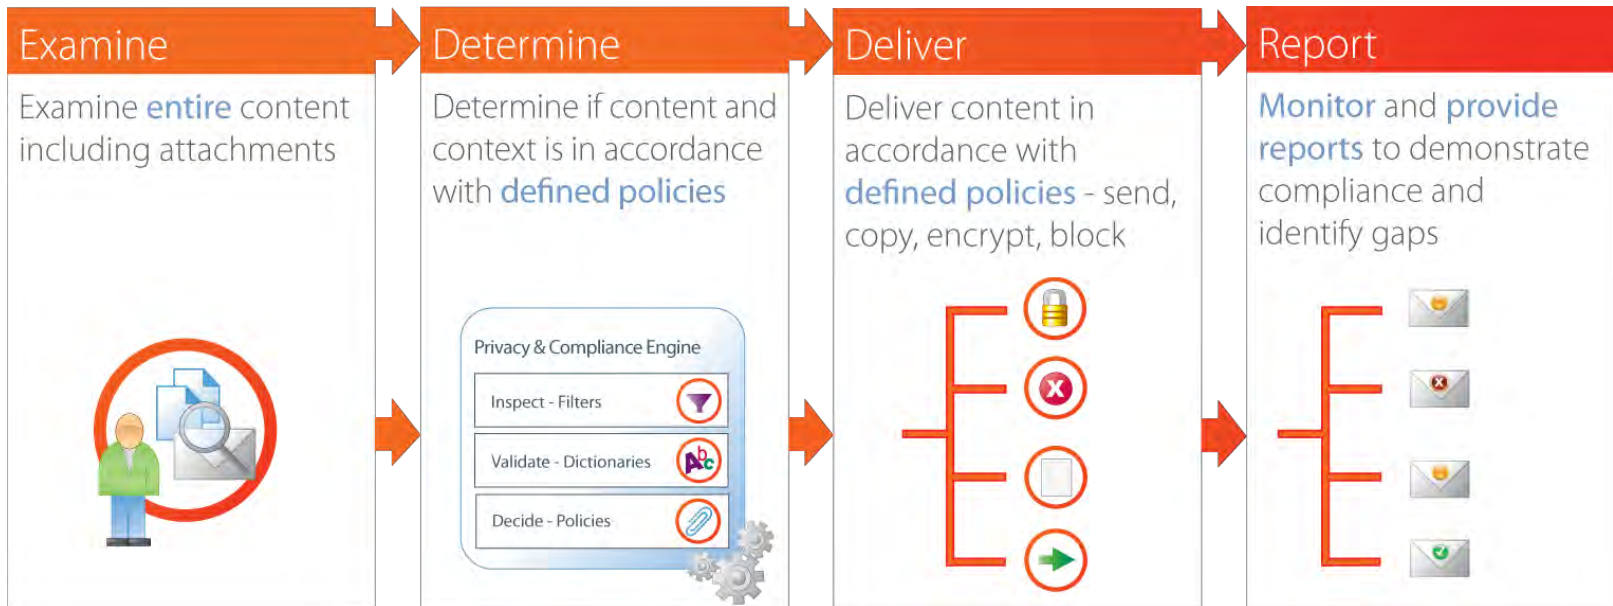 Examine
Examine entire content
including attachments
Determine
Determine if content and
context is in accordance
with defined policies
Privacy & Compliance Engine
Inspect - Filters
Validate - Dictionaries
Abc
Decide - Policies
Deliver
Deliver content in
accordance with
defined policies - send,
copy, encrypt, block
Report
Monitor and provide
reports to demonstrate
compliance and
identify gaps